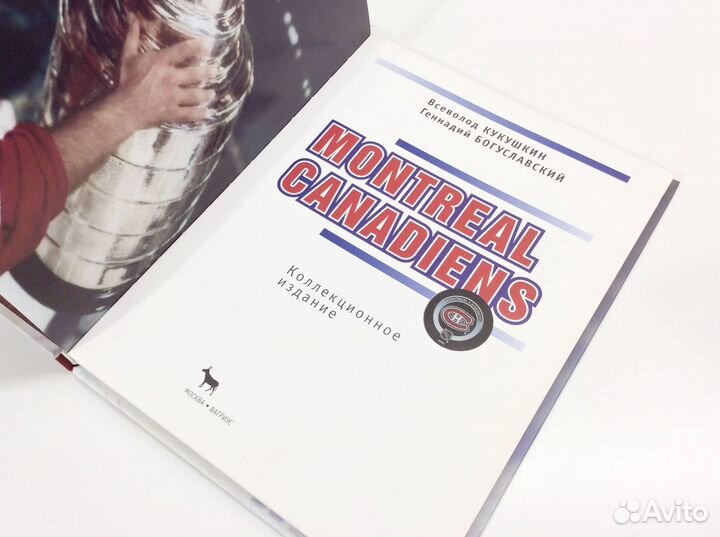 Всеволод КУКУШКИН
Геннадий БОГУСЛАВСКИЙ
MONTREAL
CANADIENS
Коллекционное
издание
МОСКВА • ВАГРИУС
Avito